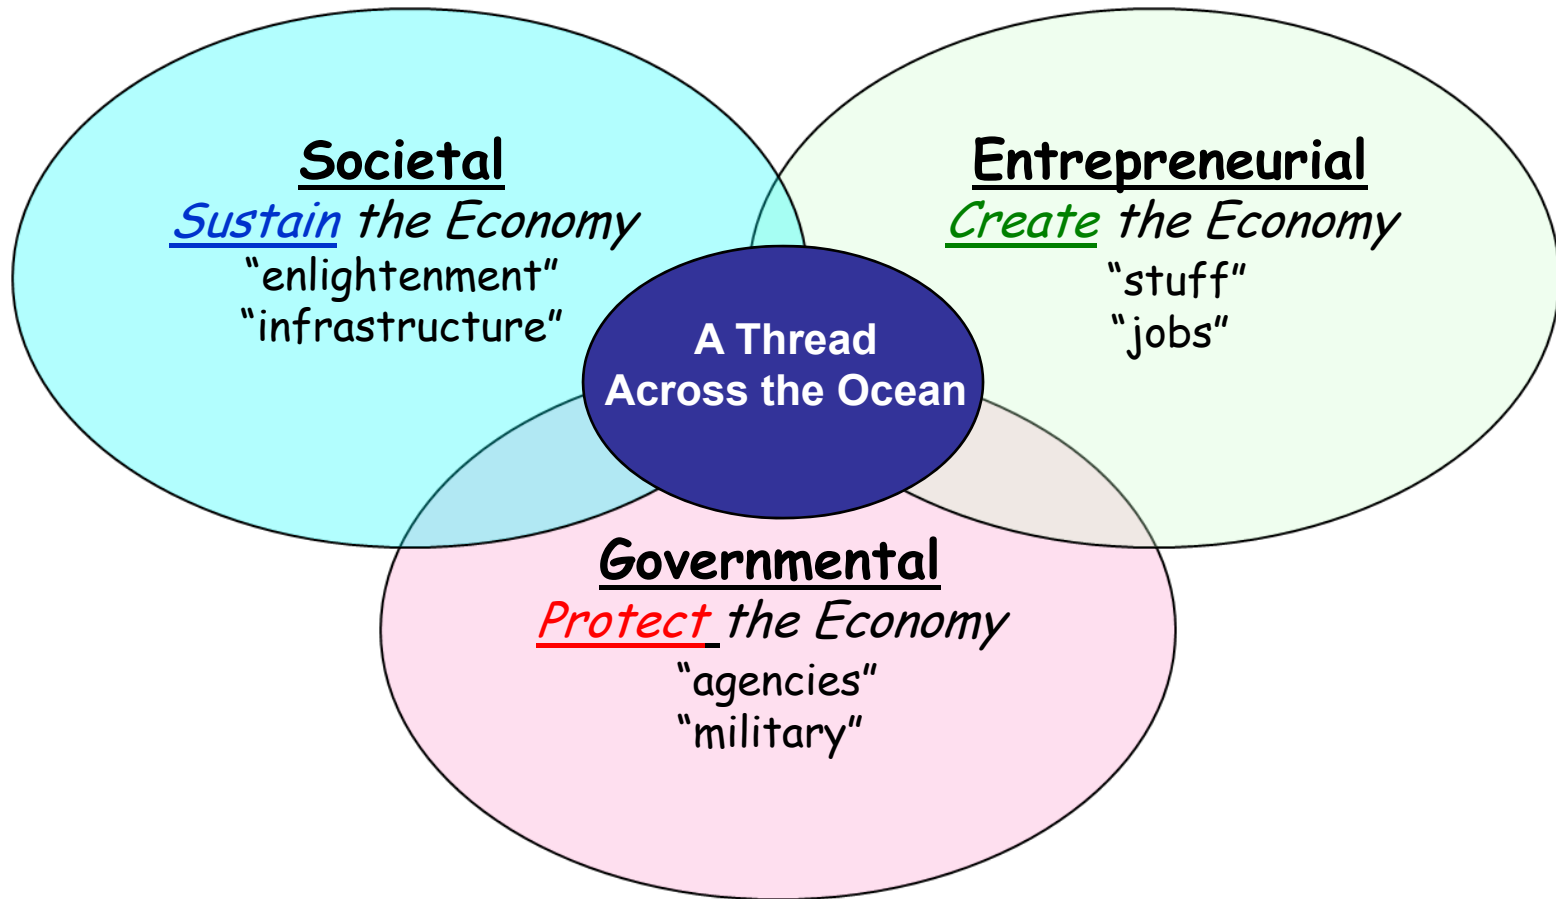 Societal
Sustain the Economy
“enlightenment”
“infrastructure”
Entrepreneurial
Create the Economy
“stuff”
“jobs”
A Thread
Across the Ocean
Governmental
Protect the Economy
“agencies”
“military”